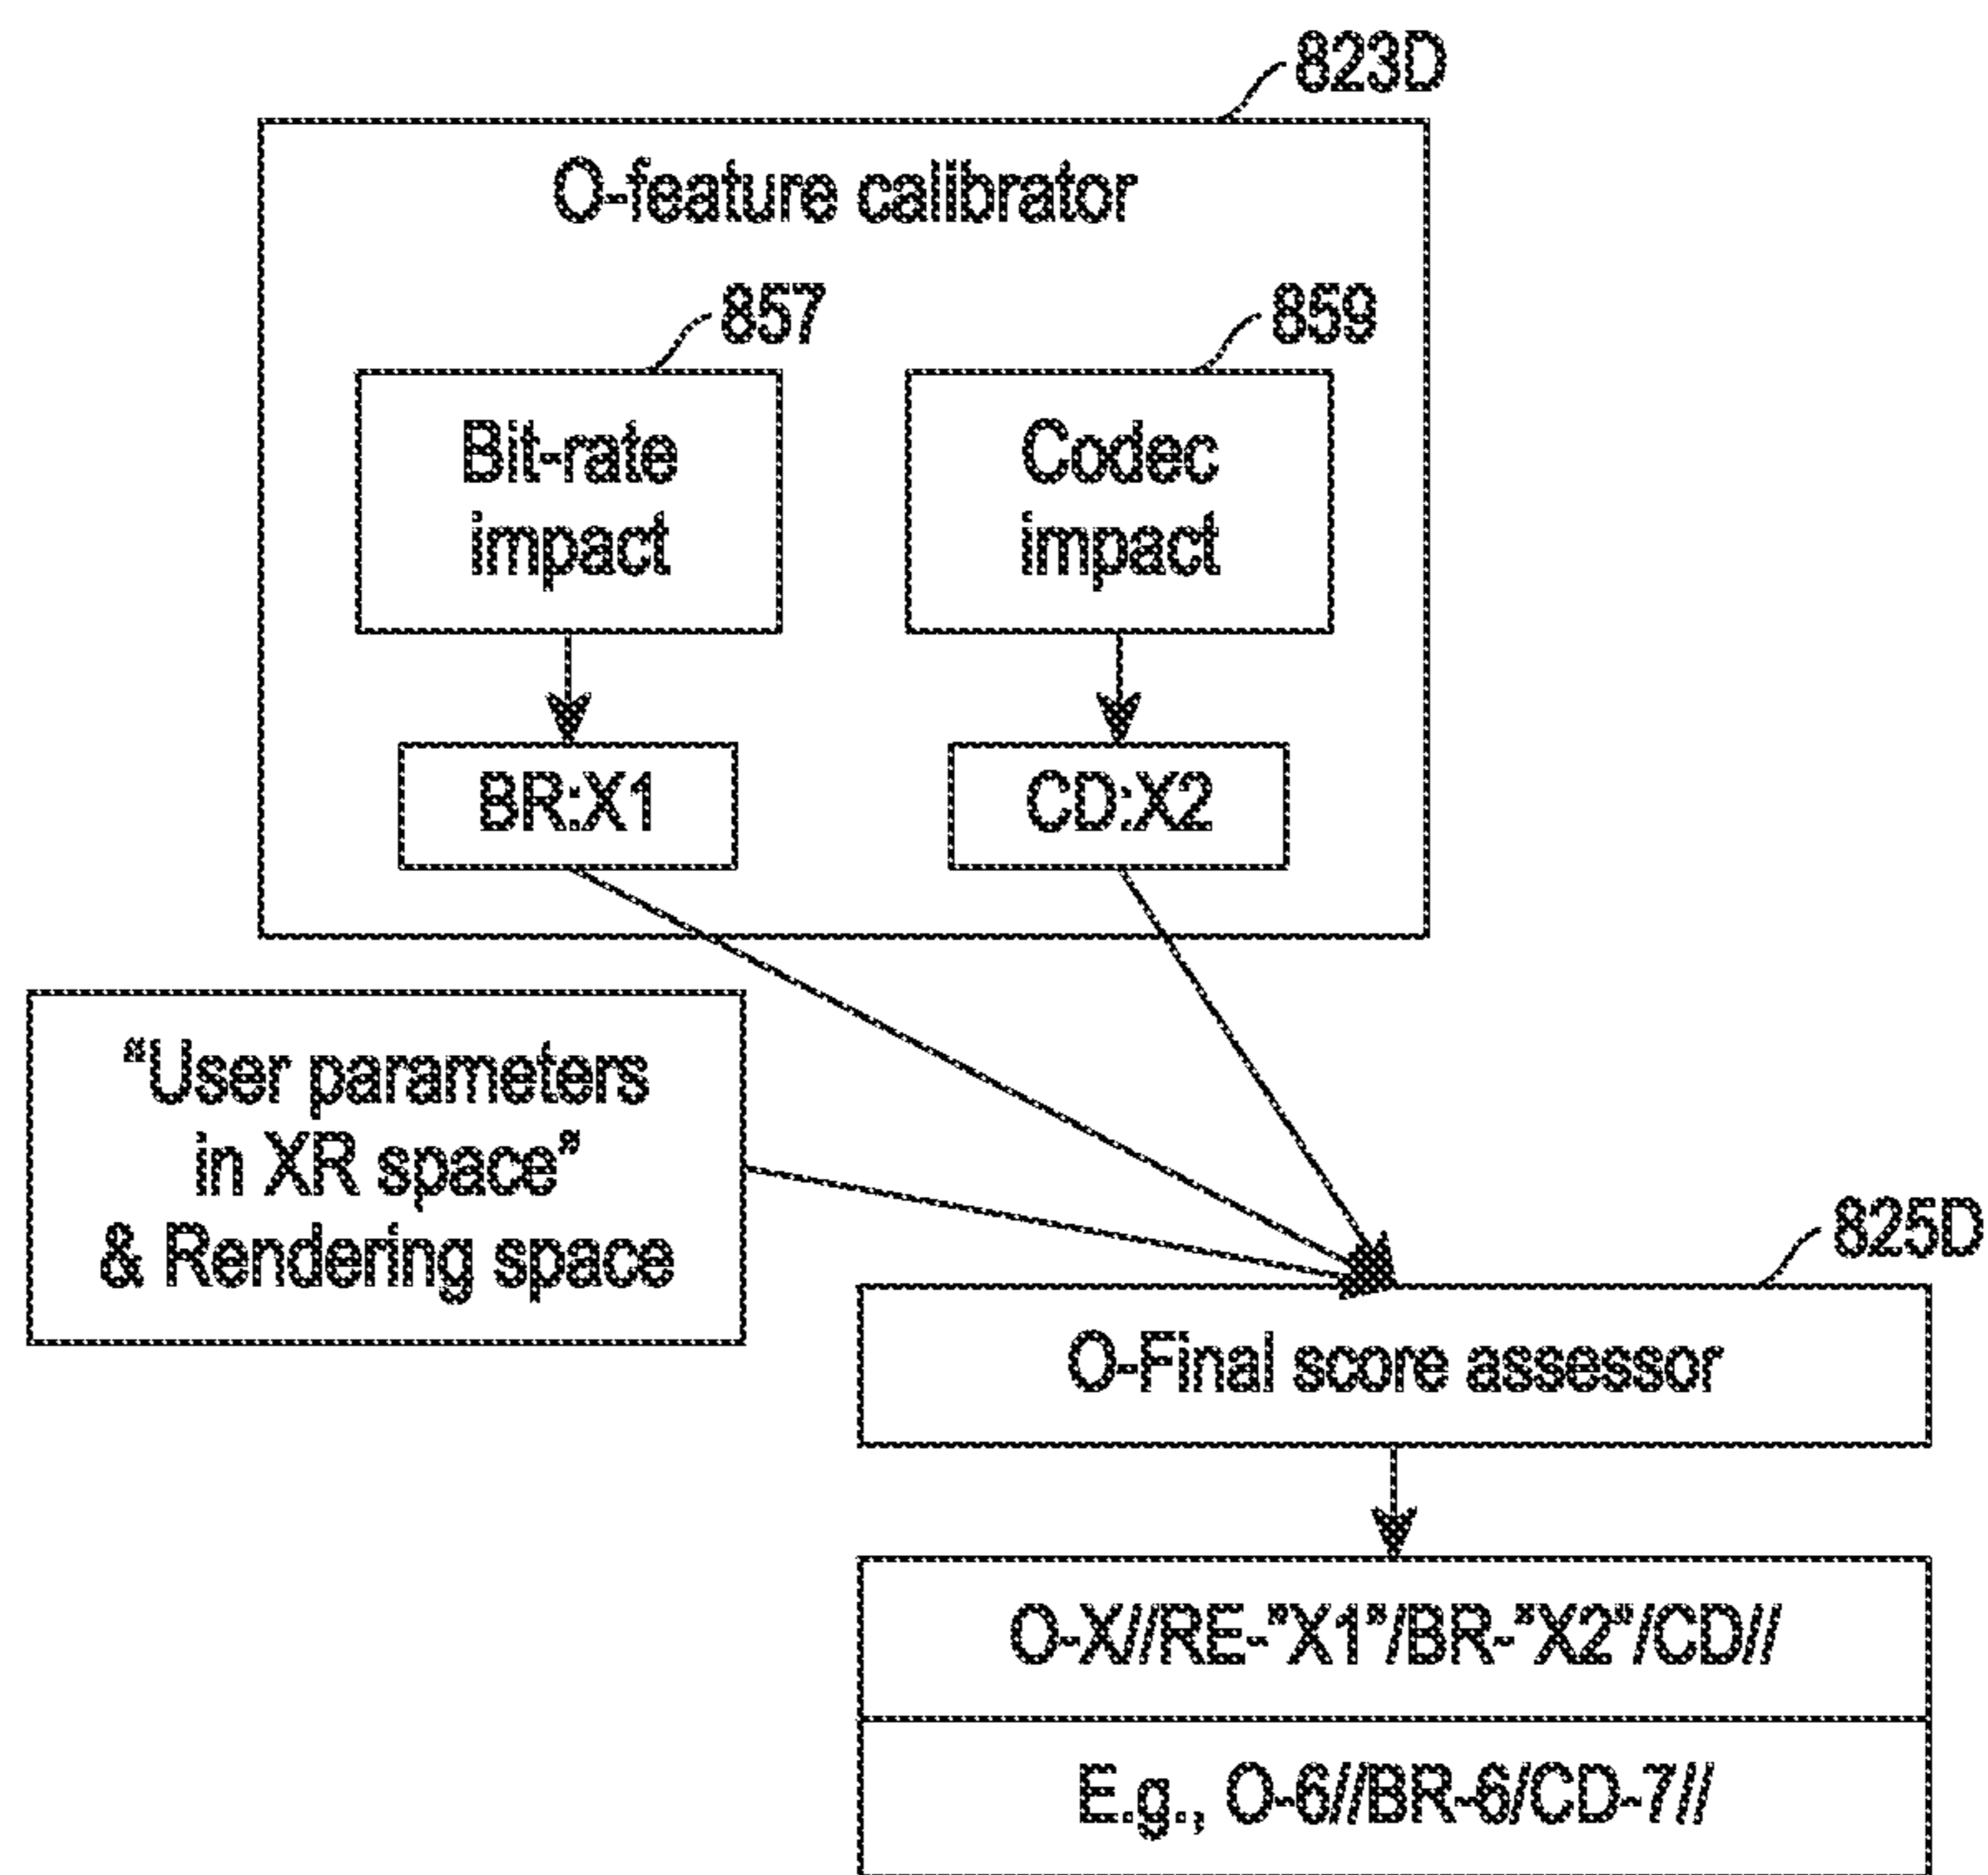 823D
O-feature calibrator
857
859
Bit-rate
impact
Codec
impact
BR:X1
CD:X2
“User parameters
in XR space”
& Rendering space
825D
O-Final score assessor
O-X//RE-”X1”/BR-”X2”/CD//
E.g., O-6//BR-6/CD-7//